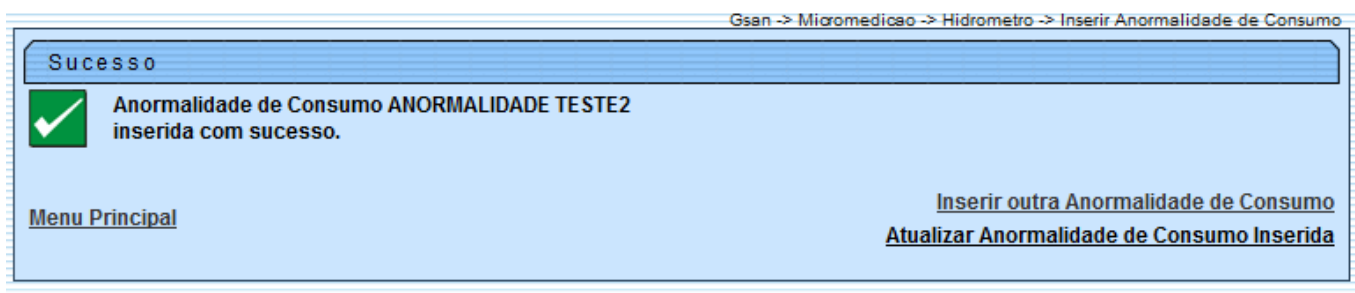 Gsan -> Micromedicao -> Hidrometro -> Inserir Anormalidade de Consumo
Sucesso
Anormalidade de Consumo ANORMALIDADE TESTE2
inserida com sucesso.
Inserir outra Anormalidade de Consumo
Menu Principal
Atualizar Anormalidade de Consumo Inserida